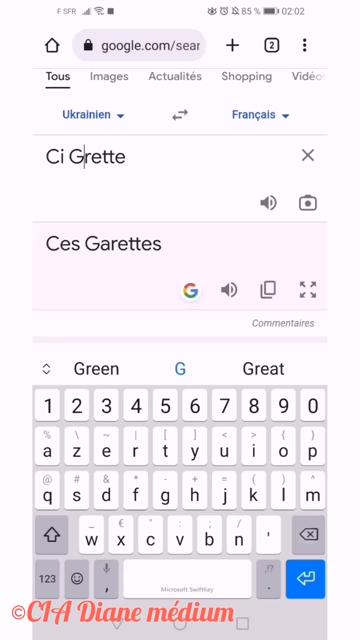 F SFR 85 % 02:02
google.com/sear 2
Tous Images Actualités Shopping Vidéos
Ukrainien Français
Ci Grette
Ces Garettes
G
Commentaires
Green G Great
1 2 3 4 5 6 7 8 9 0
% \ ~ | [ ] < > { }
a z e r t y u i o p
@ # & * - + = ( ) ^
q s d f g h j k l m
_ € " : ; / 
w x c v b n '
123 , Microsoft SwiftKey ,!? .
©CIA Diane médium